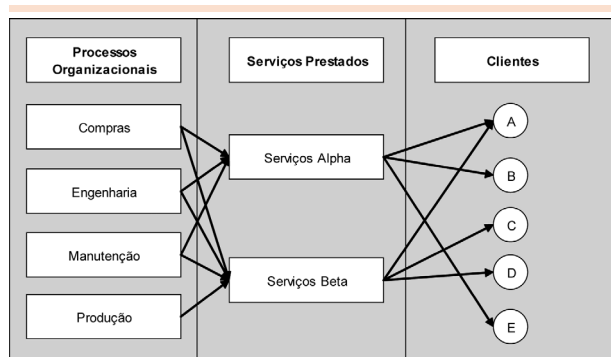 Processos
Organizacionais
Serviços Prestados
Clientes
Compras
Engenharia
Manutenção
Produção
Serviços Alpha
Serviços Beta
A
B
C
D
E